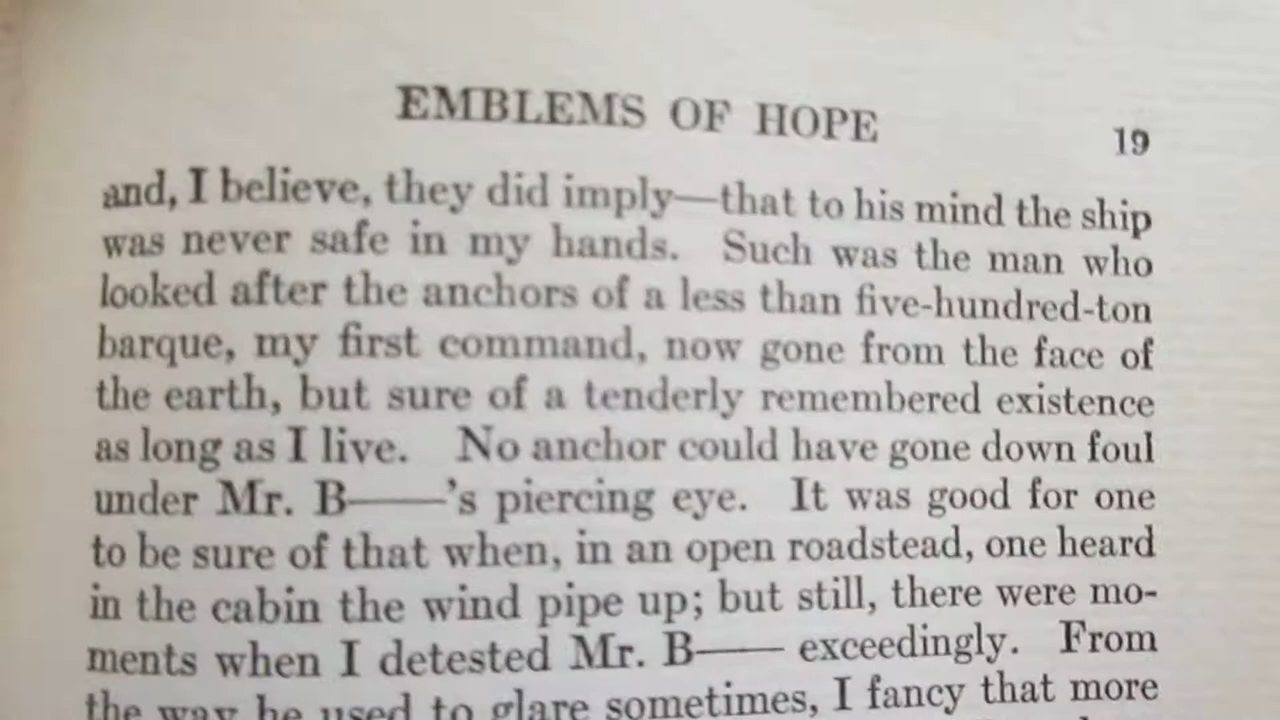 EMBLEMS OF HOPE
19
and, I believe, they did imply—that to his mind the ship
was never safe in my hands. Such was the man who
looked after the anchors of a less than five-hundred-ton
barque, my first command, now gone from the face of
the earth, but sure of a tenderly remembered existence
as long as I live. No anchor could have gone down foul
under Mr. B——'s piercing eye. It was good for one
to be sure of that when, in an open roadstead, one heard
in the cabin the wind pipe up; but still, there were mo-
ments when I detested Mr. B—— exceedingly. From
the way he used to glare sometimes, I fancy that more